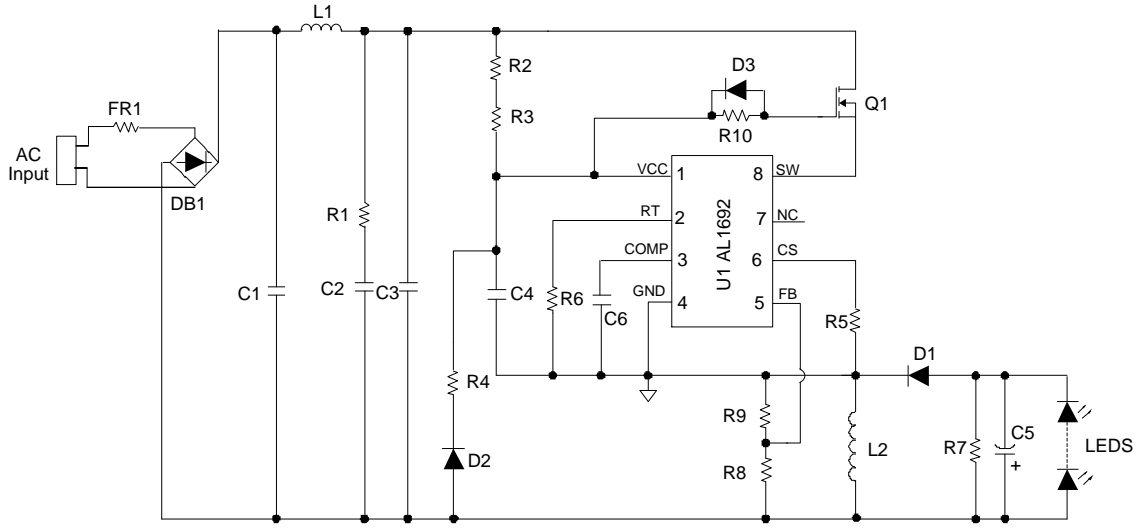 L1
FR1
AC
Input
DB1
C1
R1
C2
C3
R2
R3
D3
R10
Q1
VCC
1
8
SW
RT
2
7
NC
COMP
3
6
CS
GND
4
5
FB
U1 AL1692
C4
R6
C6
R5
R4
D2
R9
R8
L2
D1
R7
C5
+
LEDS